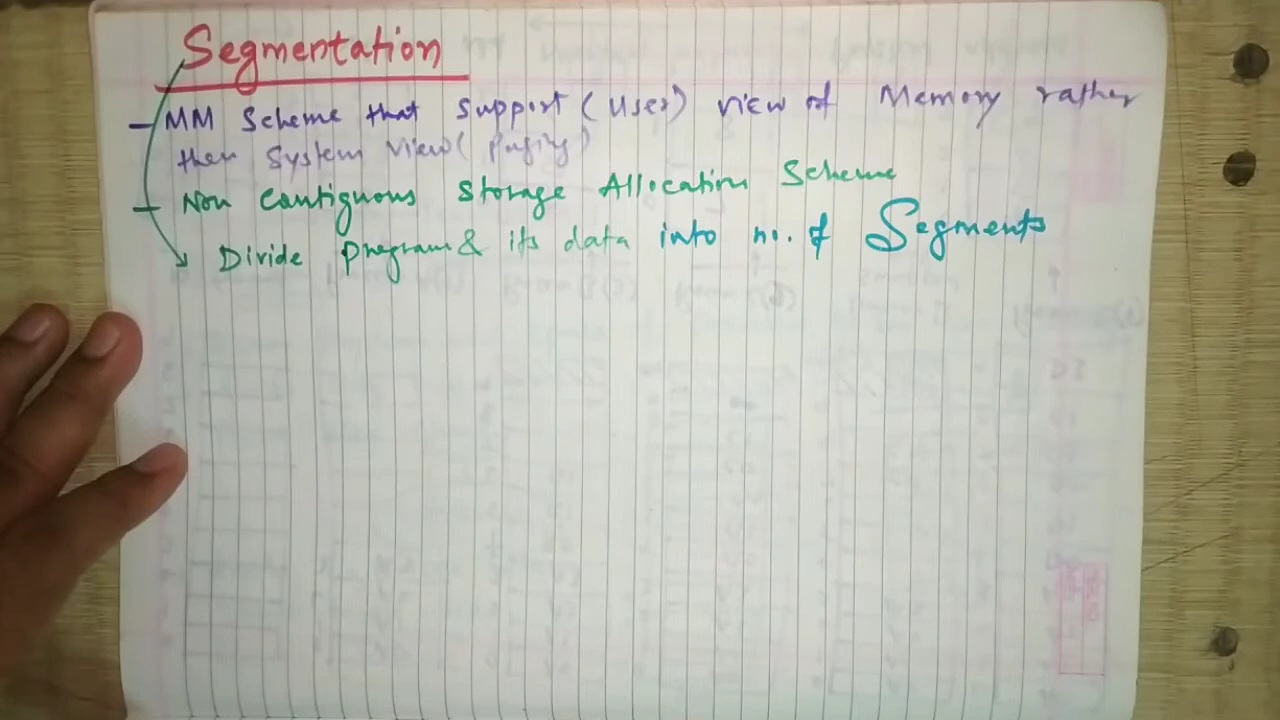 Segmentation
- MM Scheme that support (User) view of Memory rather
then System View (Paging)
- Non Contiguous Storage Allocation Scheme
Divide Program & its data into no. of Segments